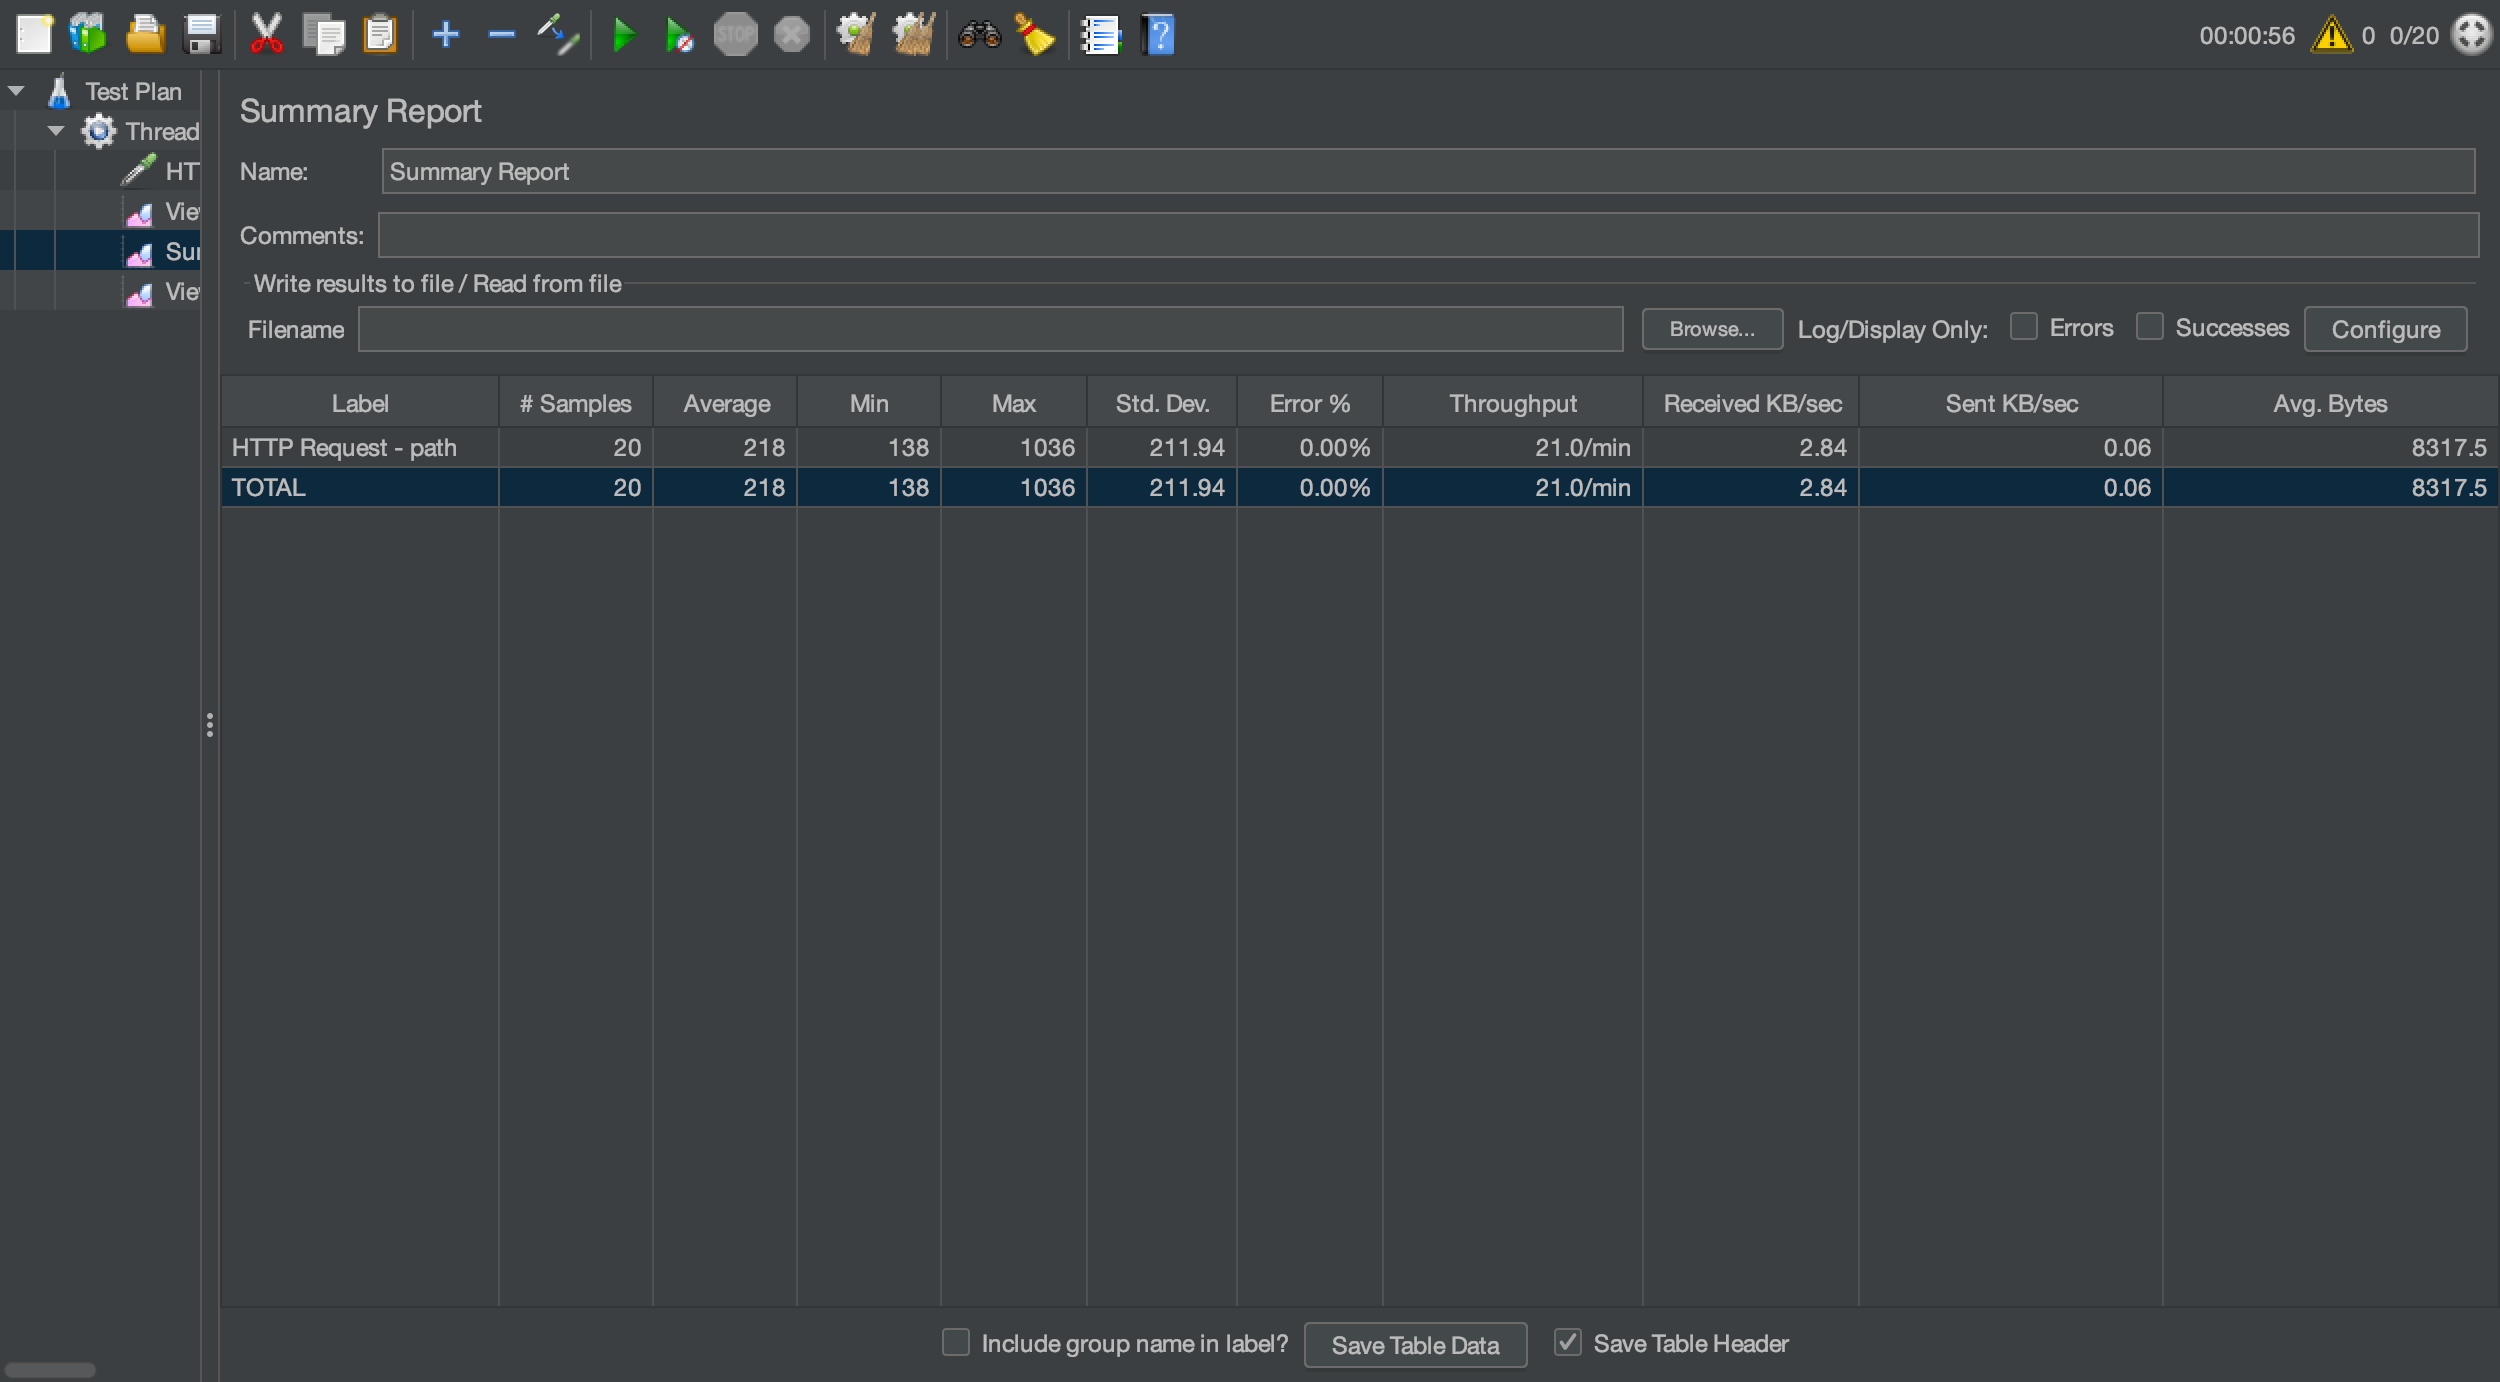 STOP
00:00:56 0 0/20
Test Plan
Thread
HT
Vie
Sur
Vie
Summary Report
Name: Summary Report
Comments:
Write results to file / Read from file
Filename Browse... Log/Display Only: Errors Successes Configure
Label # Samples Average Min Max Std. Dev. Error % Throughput Received KB/sec Sent KB/sec Avg. Bytes
HTTP Request - path 20 218 138 1036 211.94 0.00% 21.0/min 2.84 0.06 8317.5
TOTAL 20 218 138 1036 211.94 0.00% 21.0/min 2.84 0.06 8317.5
Include group name in label? Save Table Data Save Table Header